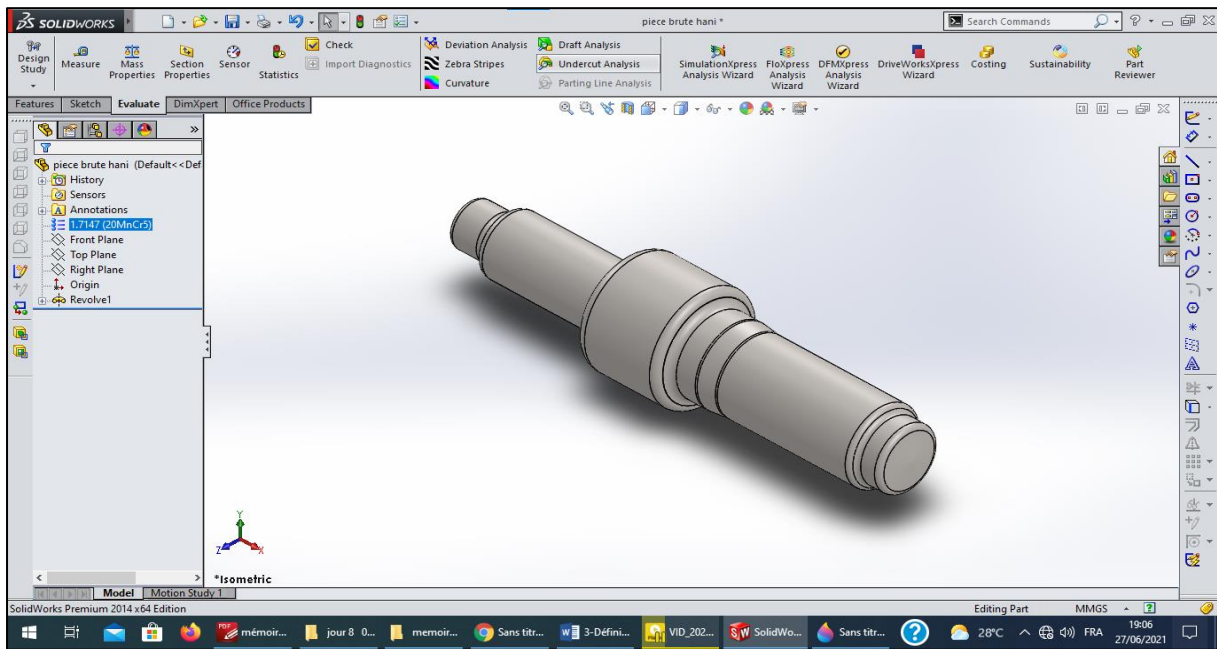 SOLIDWORKS
piece brute hani *
Search Commands
Design Study
Measure
Mass Properties
Section Properties
Sensor
Statistics
Check
Import Diagnostics
Deviation Analysis
Zebra Stripes
Curvature
Draft Analysis
Undercut Analysis
Parting Line Analysis
SimulationXpress Analysis Wizard
FloXpress Analysis Wizard
DFMXpress Analysis Wizard
DriveWorksXpress Wizard
Costing
Sustainability
Part Reviewer
Features
Sketch
Evaluate
DimXpert
Office Products
piece brute hani (Default<<Def
History
Sensors
Annotations
1.7147 (20MnCr5)
Front Plane
Top Plane
Right Plane
Origin
Revolve1
Y
Z
X
*Isometric
Model
Motion Study 1
SolidWorks Premium 2014 x64 Edition
Editing Part
MMGS
mémoir...
jour 8 0...
memoir...
Sans titr...
3-Défini...
VID_202...
SolidWo...
Sans titr...
28°C
FRA
19:06
27/06/2021